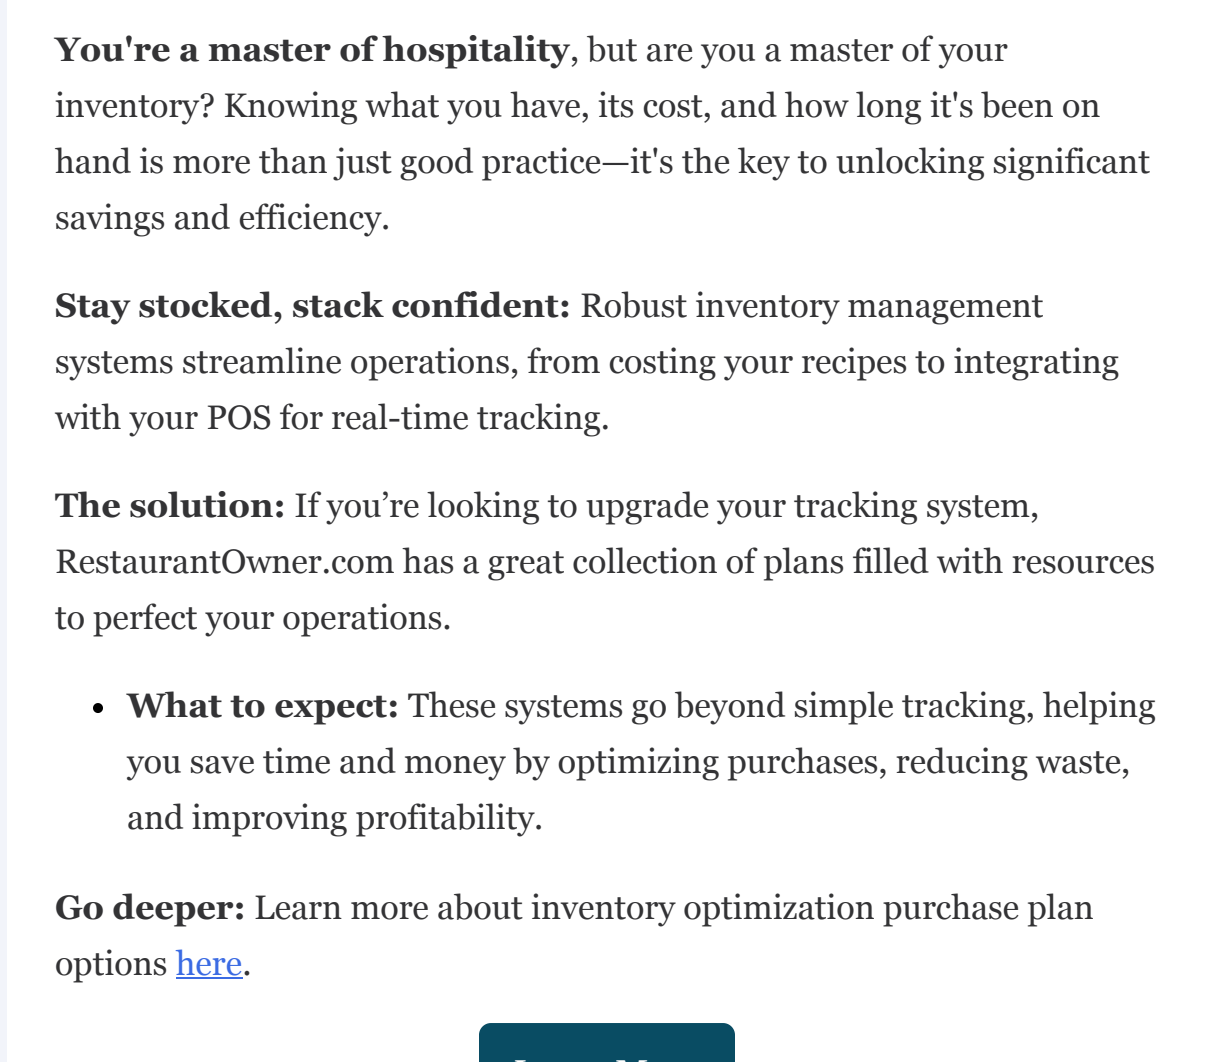 You're a master of hospitality, but are you a master of your
inventory? Knowing what you have, its cost, and how long it's been on
hand is more than just good practice—it's the key to unlocking significant
savings and efficiency.
Stay stocked, stack confident: Robust inventory management
systems streamline operations, from costing your recipes to integrating
with your POS for real-time tracking.
The solution: If you’re looking to upgrade your tracking system,
RestaurantOwner.com has a great collection of plans filled with resources
to perfect your operations.
• What to expect: These systems go beyond simple tracking, helping
you save time and money by optimizing purchases, reducing waste,
and improving profitability.
Go deeper: Learn more about inventory optimization purchase plan
options here.